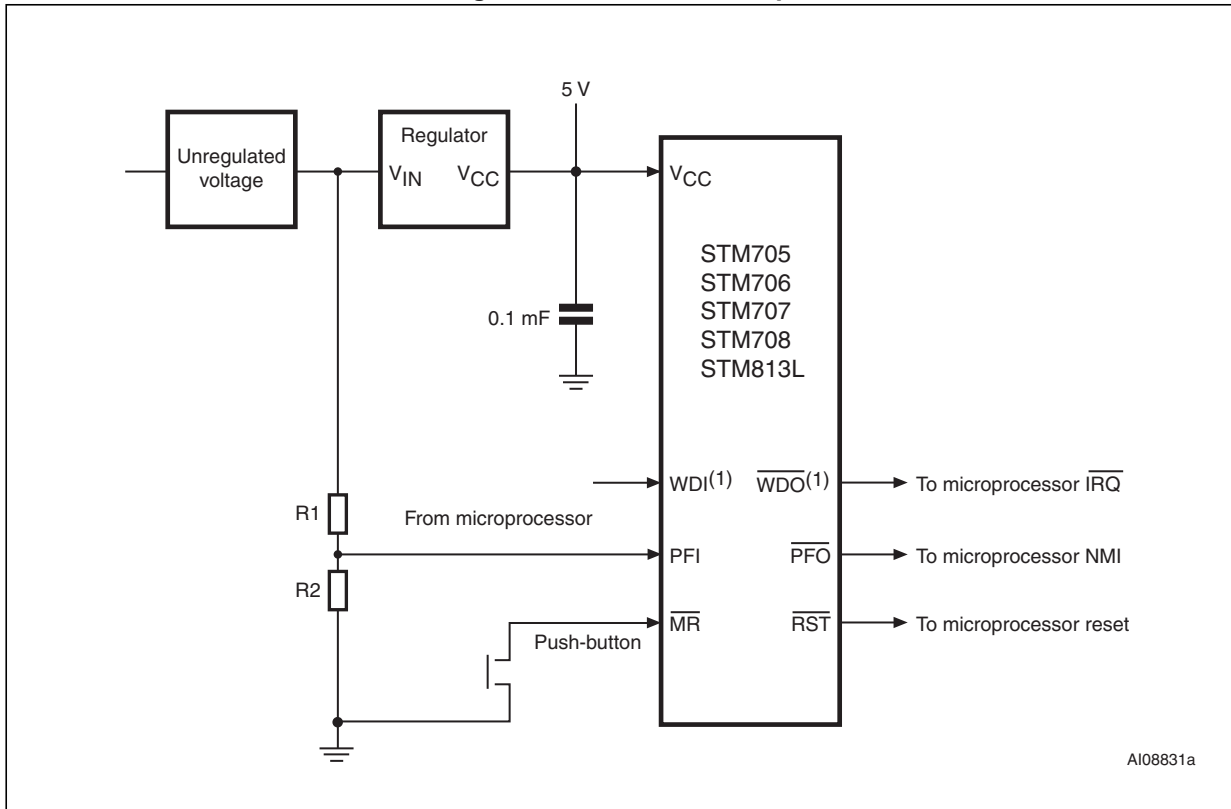 5 V
Unregulated
voltage
Regulator
VIN VCC
VCC
STM705
STM706
STM707
STM708
STM813L
0.1 mF
WDI(1) WDO(1) To microprocessor IRQ
R1
From microprocessor
PFI PFO To microprocessor NMI
R2
MR RST To microprocessor reset
Push-button
AI08831a